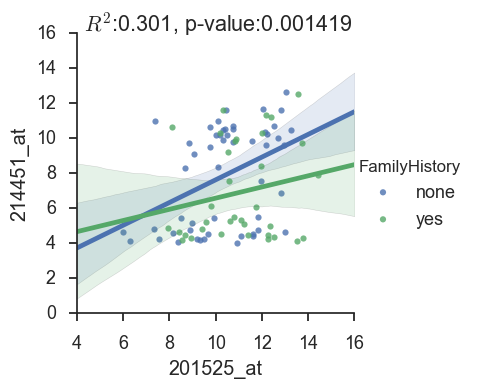 R²:0.301, p-value:0.001419
16
14
12
10
8
6
4
2
0
214451_at
4 6 8 10 12 14 16
201525_at
FamilyHistory
none
yes